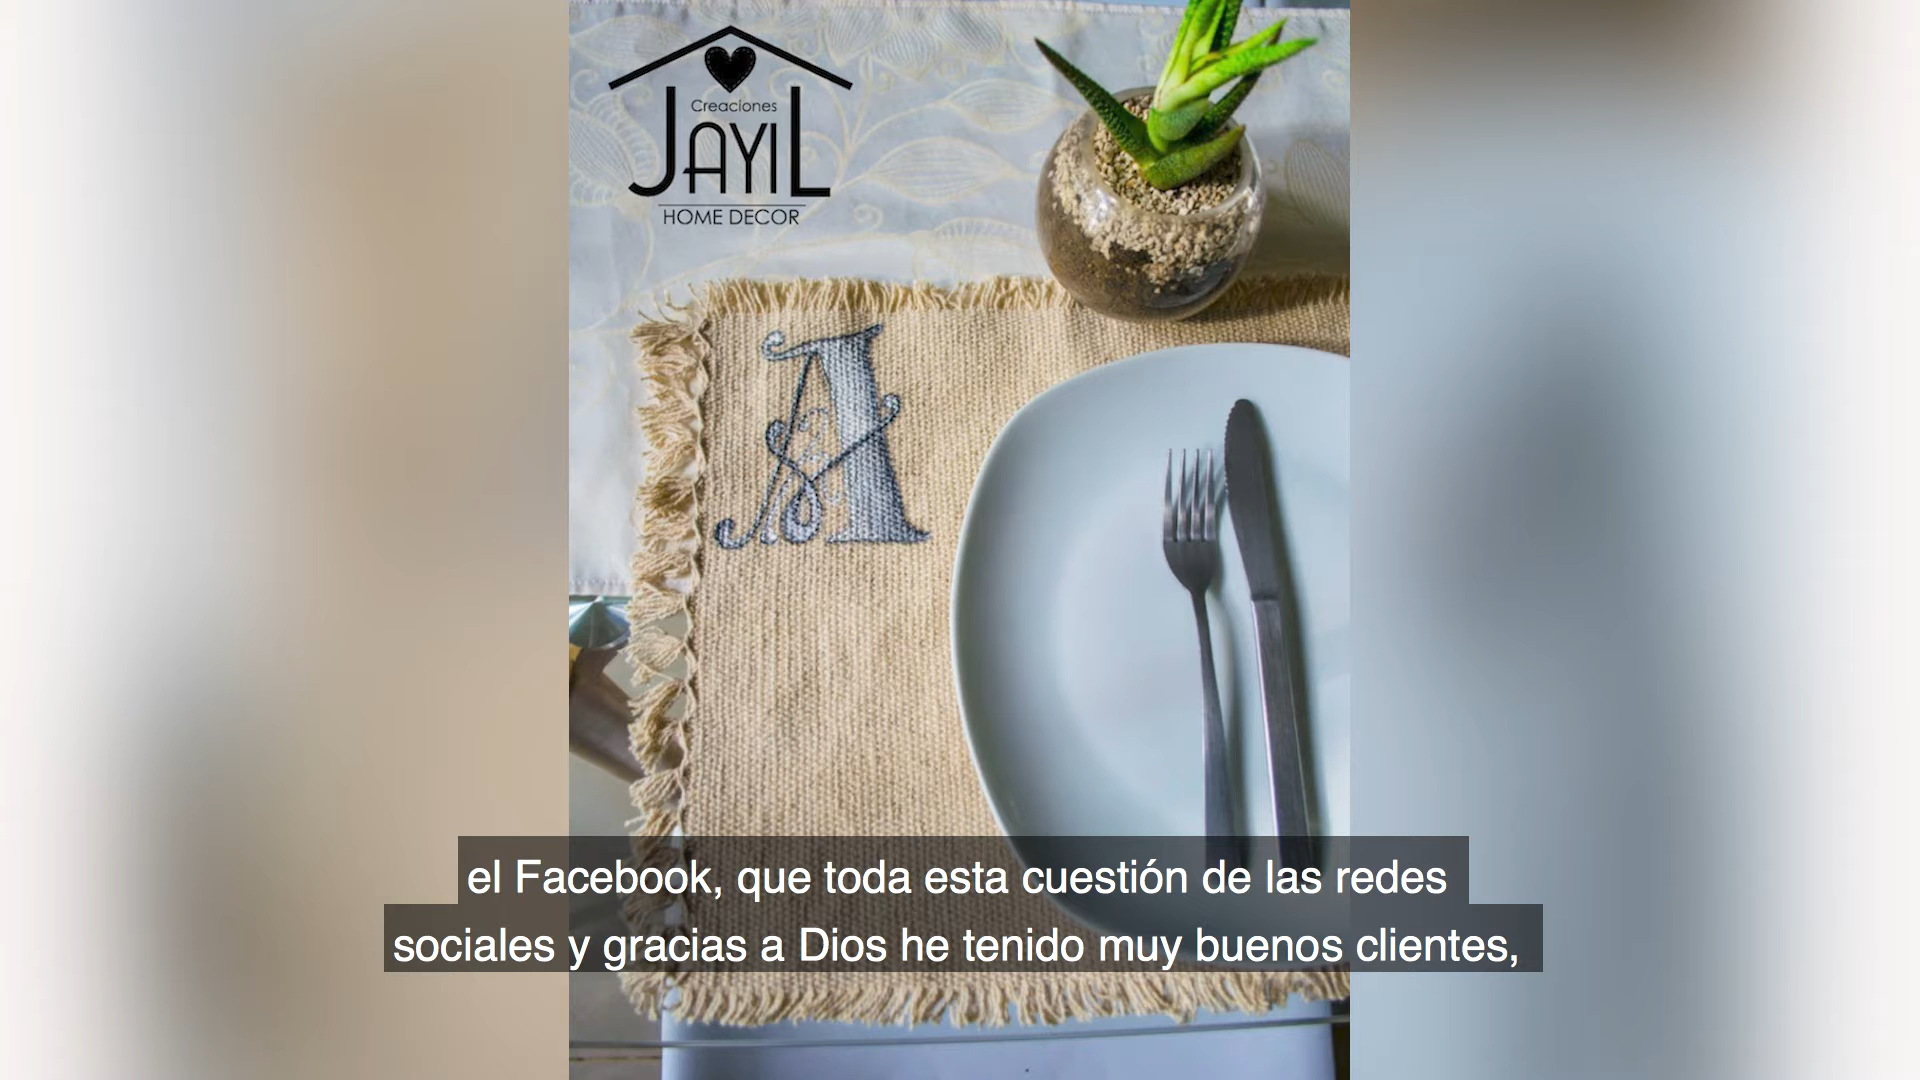 Creaciones
JAYIL
HOME DECOR
A
el Facebook, que toda esta cuestión de las redes
sociales y gracias a Dios he tenido muy buenos clientes,